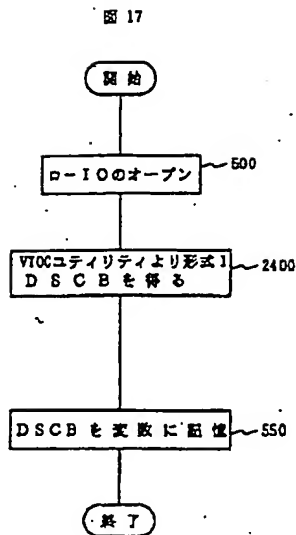 図 17
開 始
ローIOのオープン
500
VTOCユティリティより形式1
DSCBを得る
2400
DSCBを変数に記憶
550
終 了